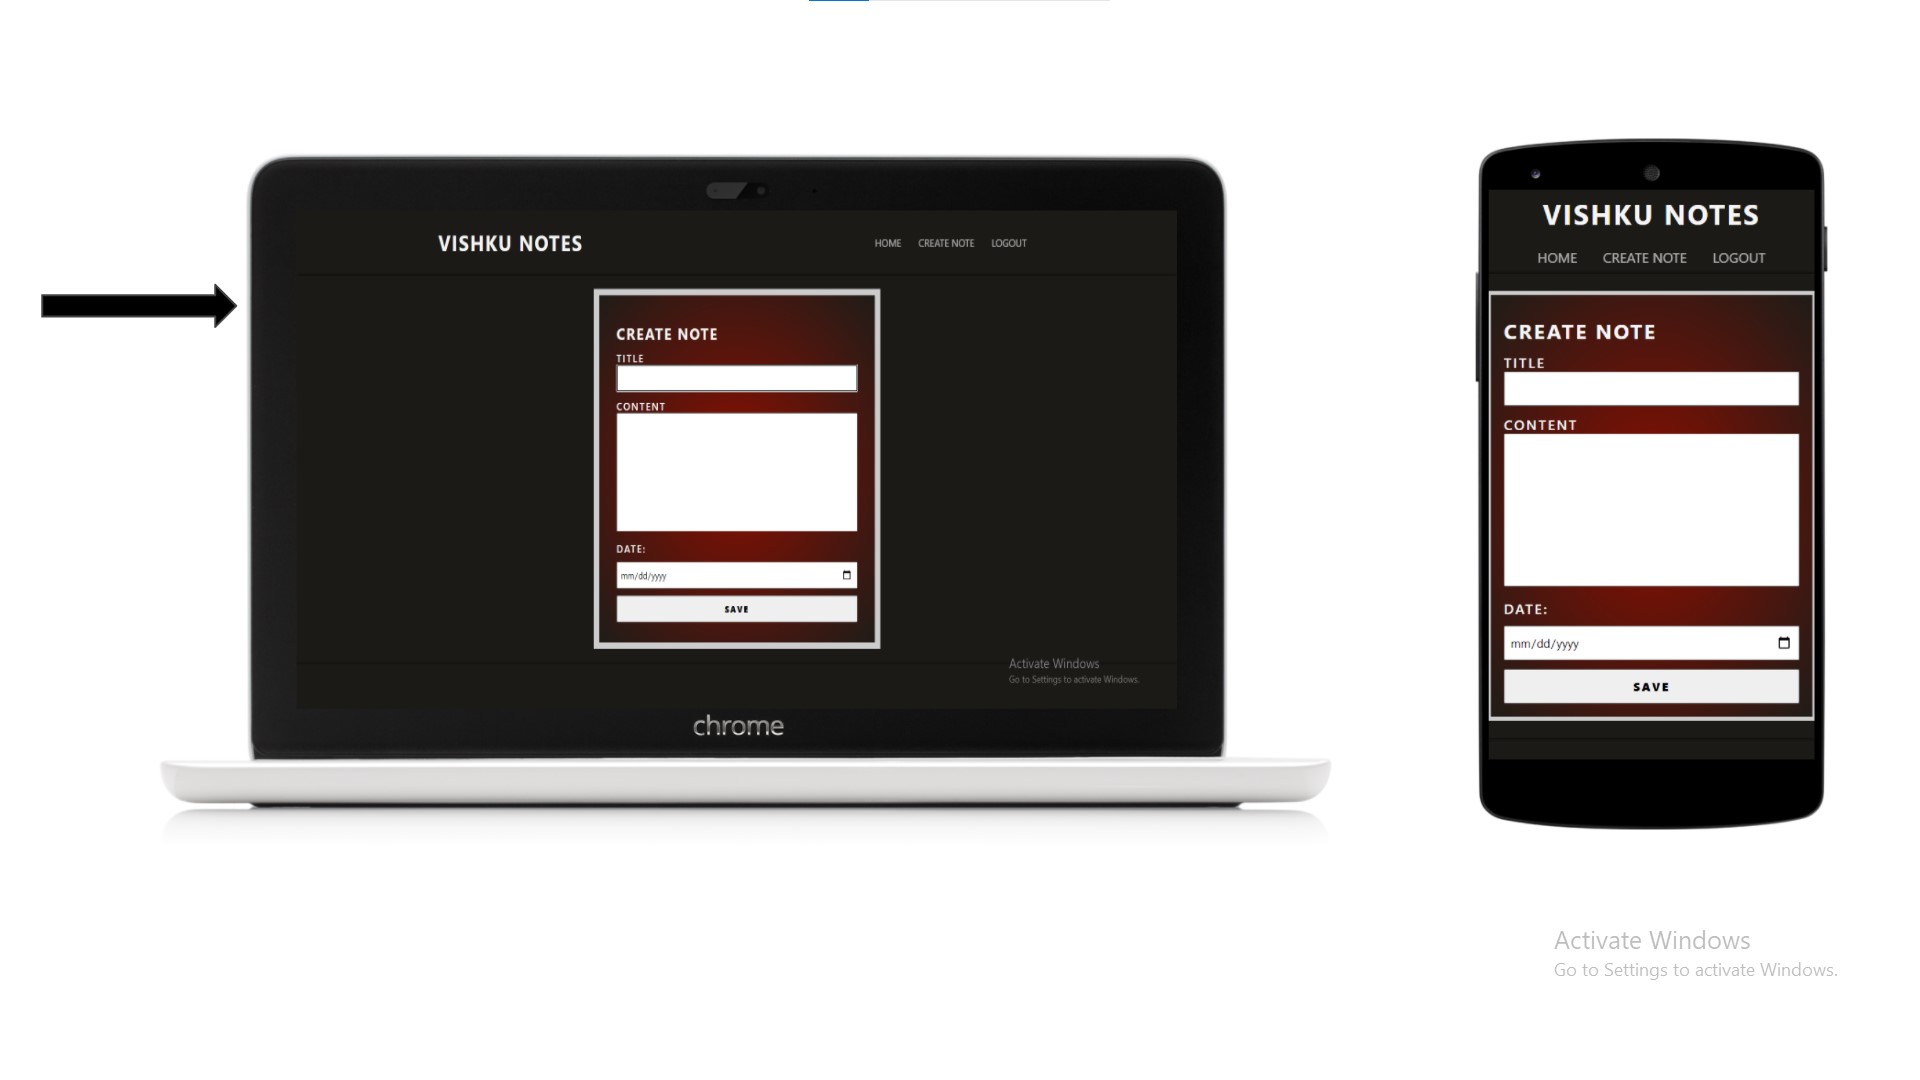 VISHKU NOTES
HOME CREATE NOTE LOGOUT
CREATE NOTE
TITLE
CONTENT
DATE:
mm/dd/yyyy
SAVE
Activate Windows
Go to Settings to activate Windows.
chrome
VISHKU NOTES
HOME CREATE NOTE LOGOUT
CREATE NOTE
TITLE
CONTENT
DATE:
mm/dd/yyyy
SAVE
Activate Windows
Go to Settings to activate Windows.